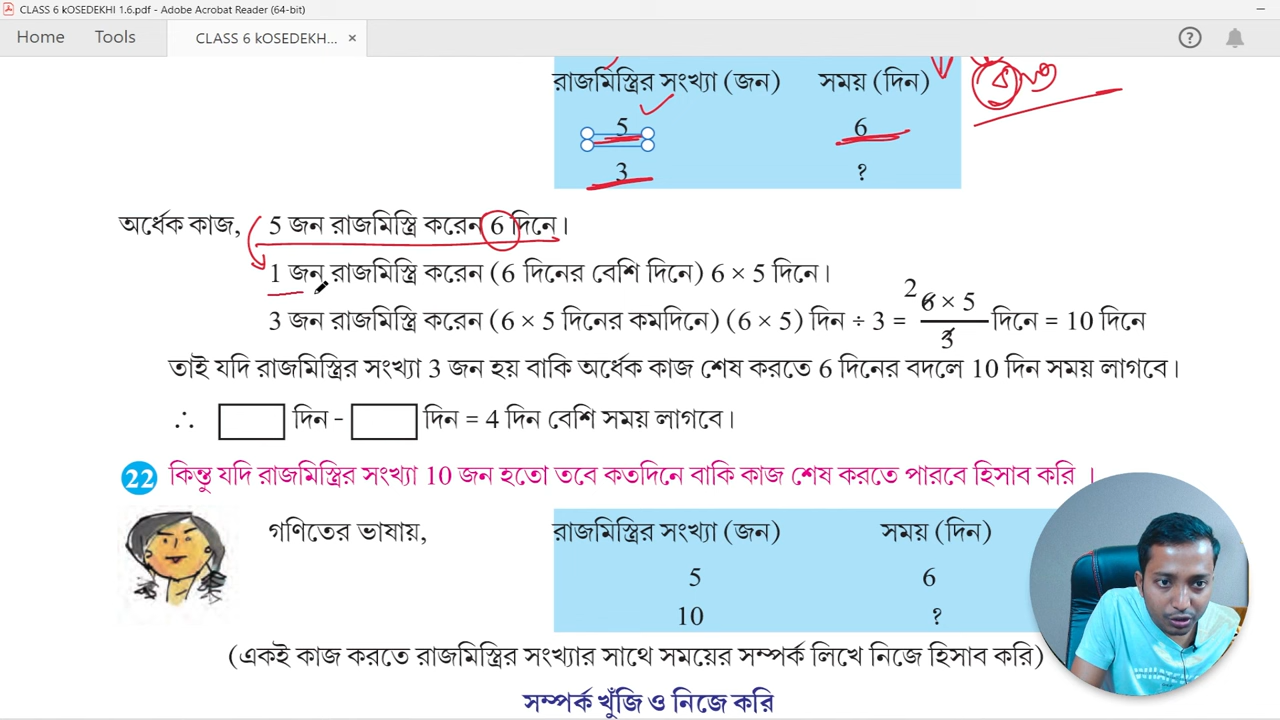 CLASS 6 kOSEDEKHI 1.6.pdf - Adobe Acrobat Reader (64-bit)
Home Tools CLASS 6 kOSEDEKH... ×
রাজমিস্ত্রির সংখ্যা (জন) সময় (দিন)
5 6
3 ?
অর্ধেক কাজ, 5 জন রাজমিস্ত্রি করেন 6 দিনে।
1 জন রাজমিস্ত্রি করেন (6 দিনের বেশি দিনে) 6 × 5 দিনে।
3 জন রাজমিস্ত্রি করেন (6 × 5 দিনের কমদিনে) (6 × 5) দিন ÷ 3 = 2 6 × 5 / 3 দিনে = 10 দিনে
তাই যদি রাজমিস্ত্রির সংখ্যা 3 জন হয় বাকি অর্ধেক কাজ শেষ করতে 6 দিনের বদলে 10 দিন সময় লাগবে।
∴ দিন - দিন = 4 দিন বেশি সময় লাগবে।
22 কিন্তু যদি রাজমিস্ত্রির সংখ্যা 10 জন হতো তবে কতদিনে বাকি কাজ শেষ করতে পারবে হিসাব করি ।
গণিতের ভাষায়, রাজমিস্ত্রির সংখ্যা (জন) সময় (দিন)
5 6
10 ?
(একই কাজ করতে রাজমিস্ত্রির সংখ্যার সাথে সময়ের সম্পর্ক লিখে নিজে হিসাব করি)
সম্পর্ক খুঁজি ও নিজে করি